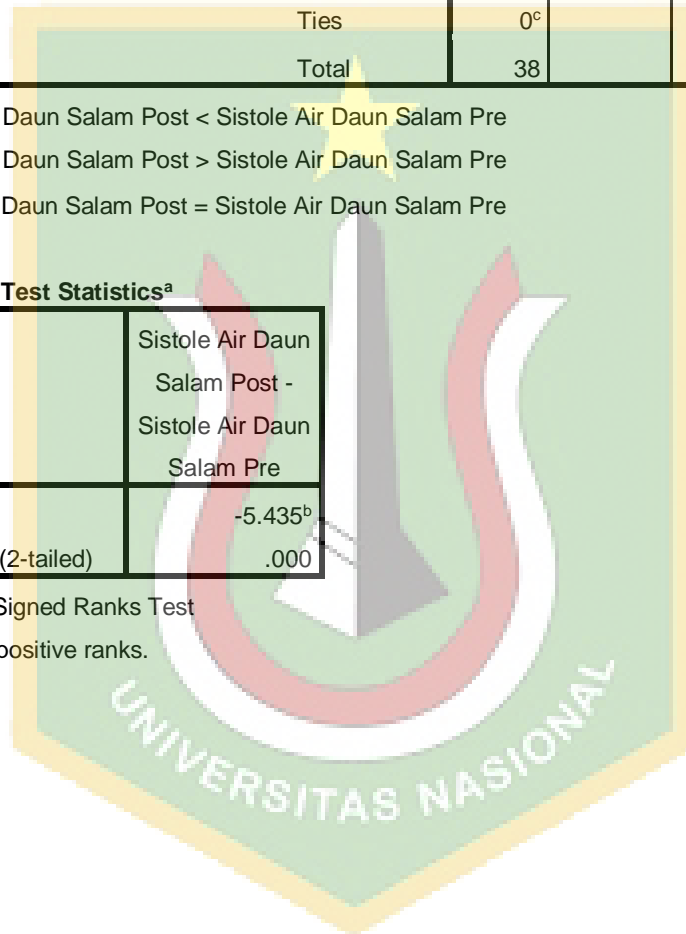 Ties 0ᶜ
Total 38
Daun Salam Post < Sistole Air Daun Salam Pre
Daun Salam Post > Sistole Air Daun Salam Pre
Daun Salam Post = Sistole Air Daun Salam Pre
Test Statisticsᵃ
Sistole Air Daun
Salam Post -
Sistole Air Daun
Salam Pre
-5.435ᵇ
(2-tailed) .000
Signed Ranks Test
positive ranks.
UNIVERSITAS NASIONAL